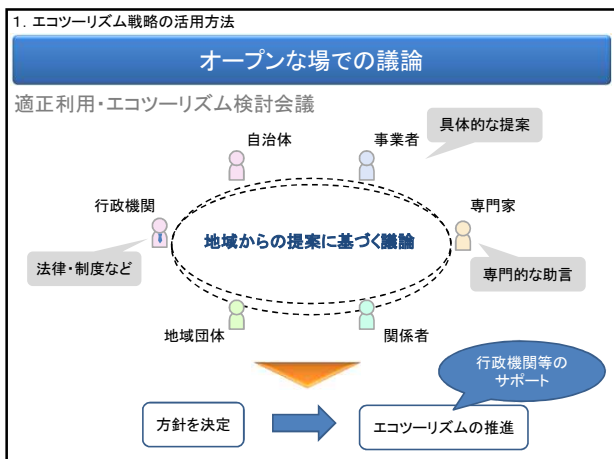 1．エコツーリズム戦略の活用方法
オープンな場での議論
適正利用・エコツーリズム検討会議
具体的な提案
自治体
事業者
行政機関
専門家
地域からの提案に基づく議論
法律・制度など
専門的な助言
地域団体
関係者
行政機関等の
サポート
方針を決定
エコツーリズムの推進